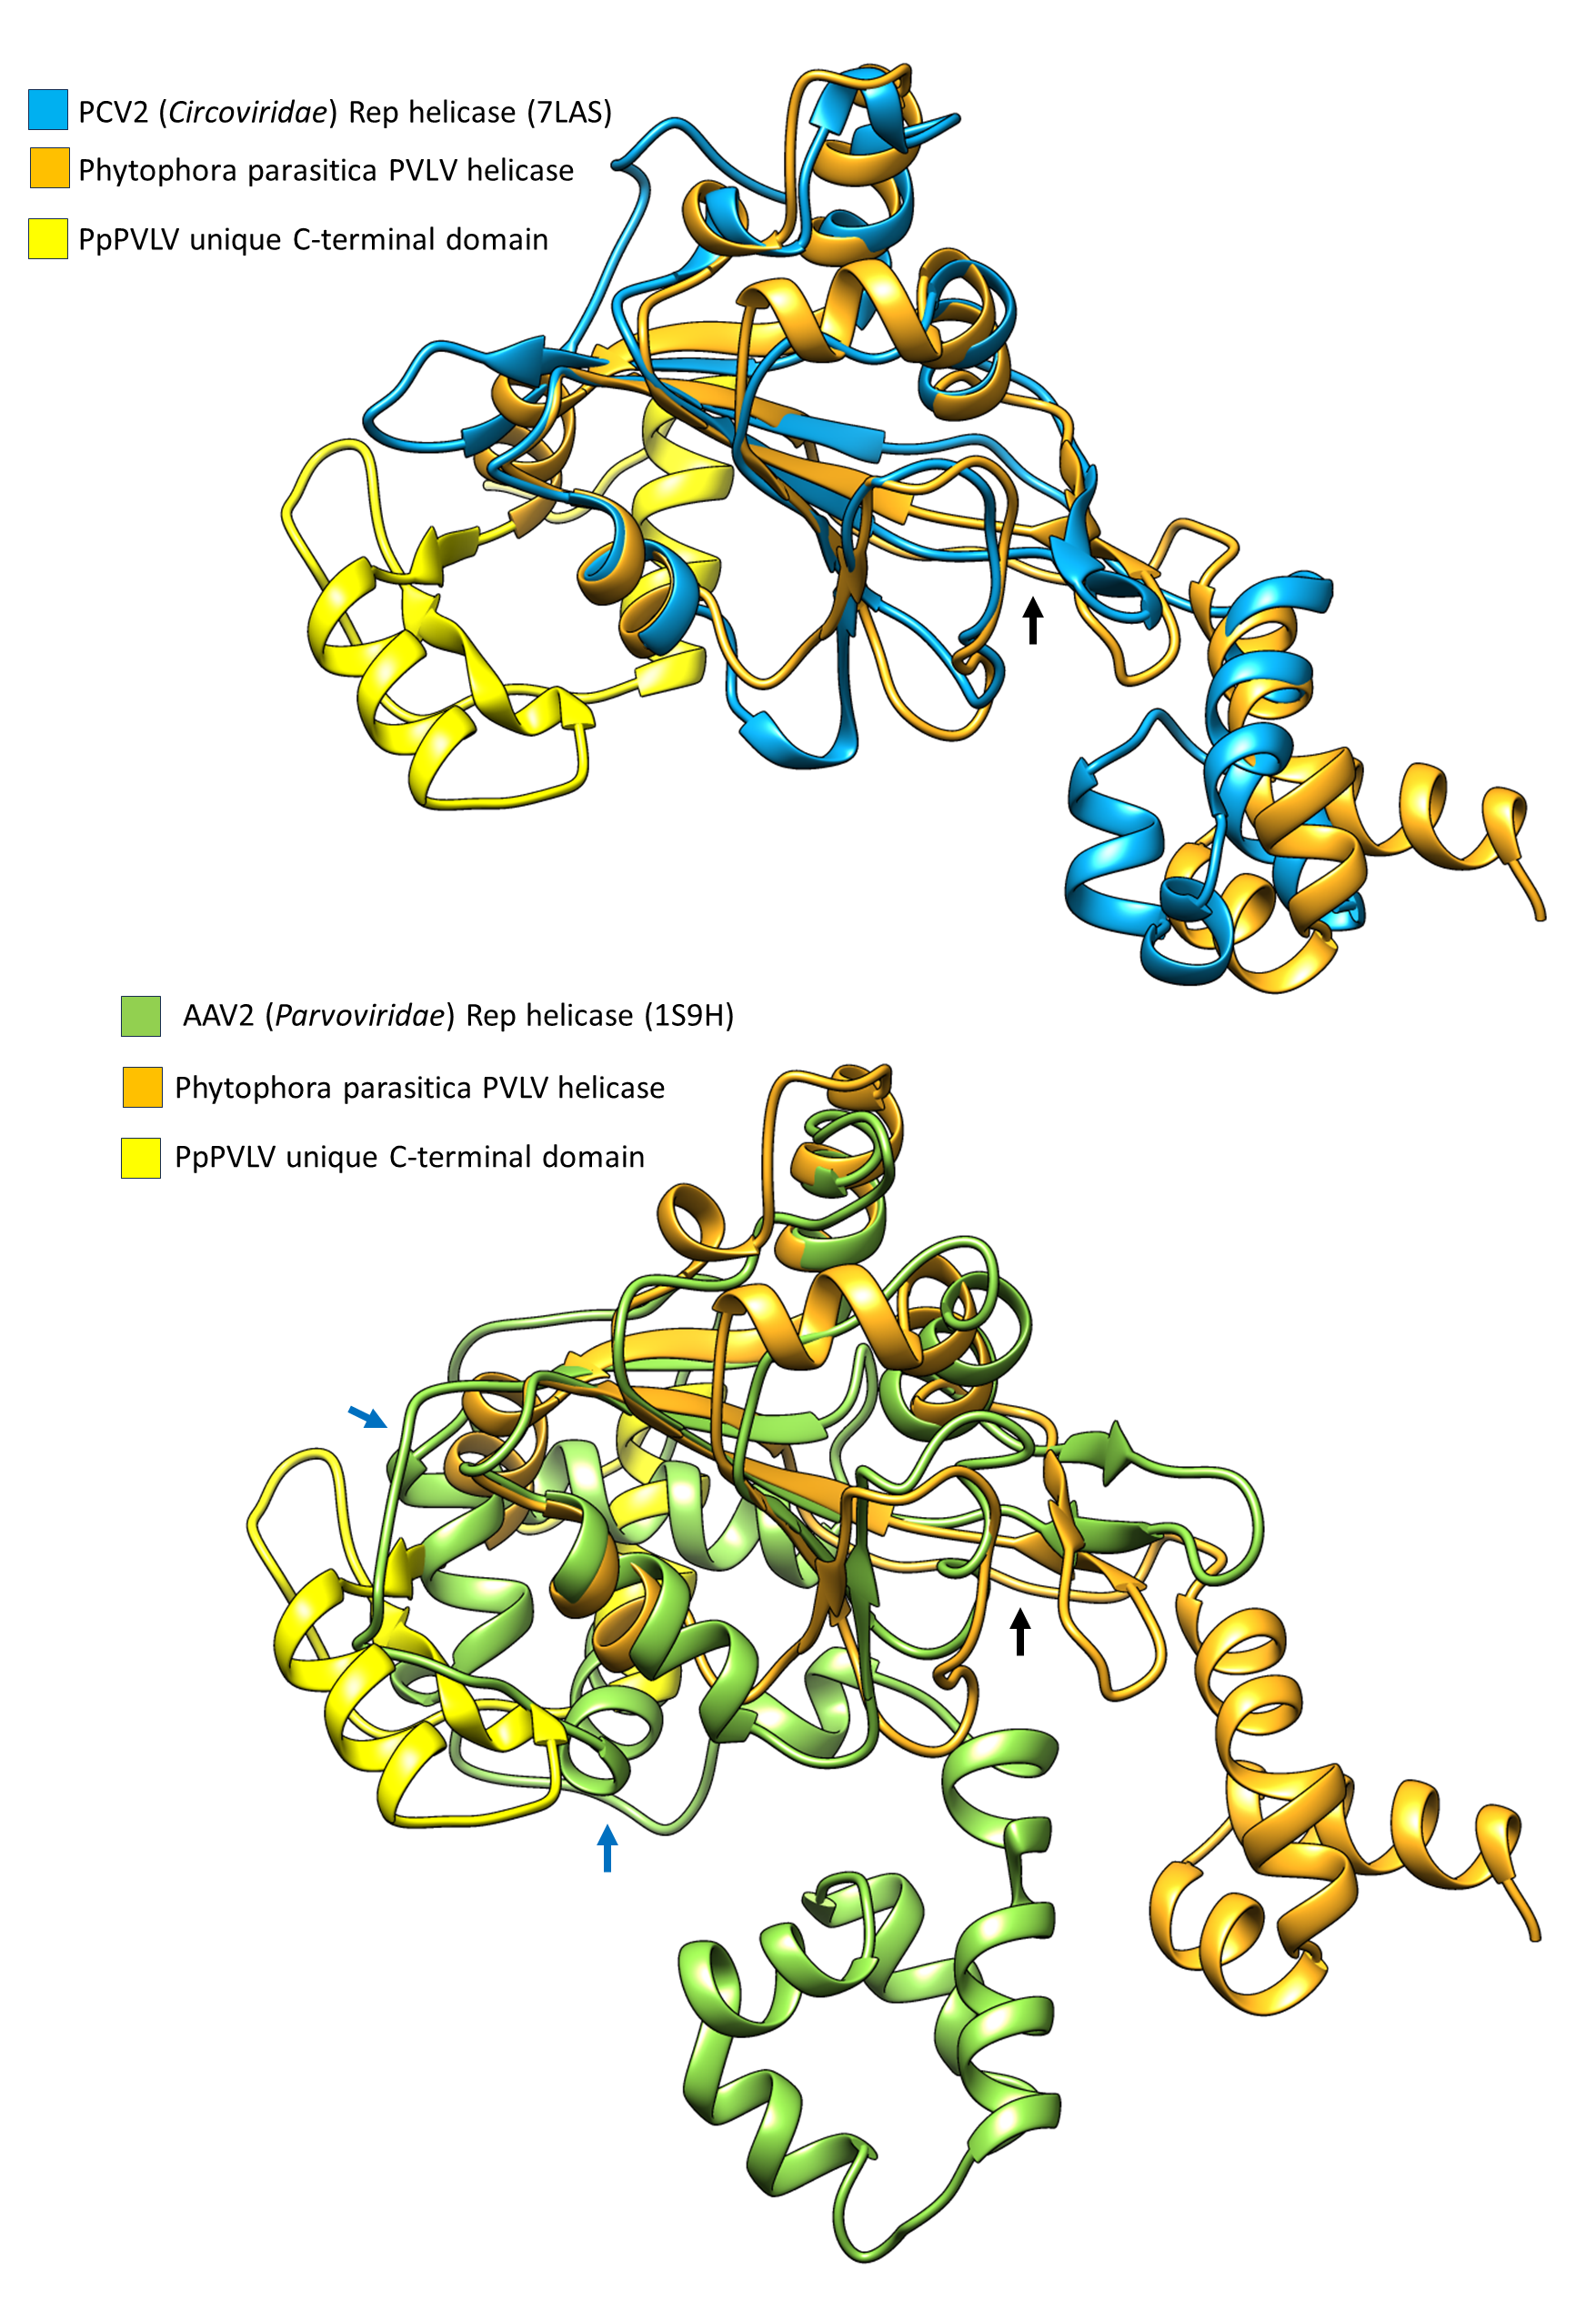 PCV2 (Circoviridae) Rep helicase (7LAS)
Phytophora parasitica PVLV helicase
PpPVLV unique C-terminal domain
AAV2 (Parvoviridae) Rep helicase (1S9H)
Phytophora parasitica PVLV helicase
PpPVLV unique C-terminal domain